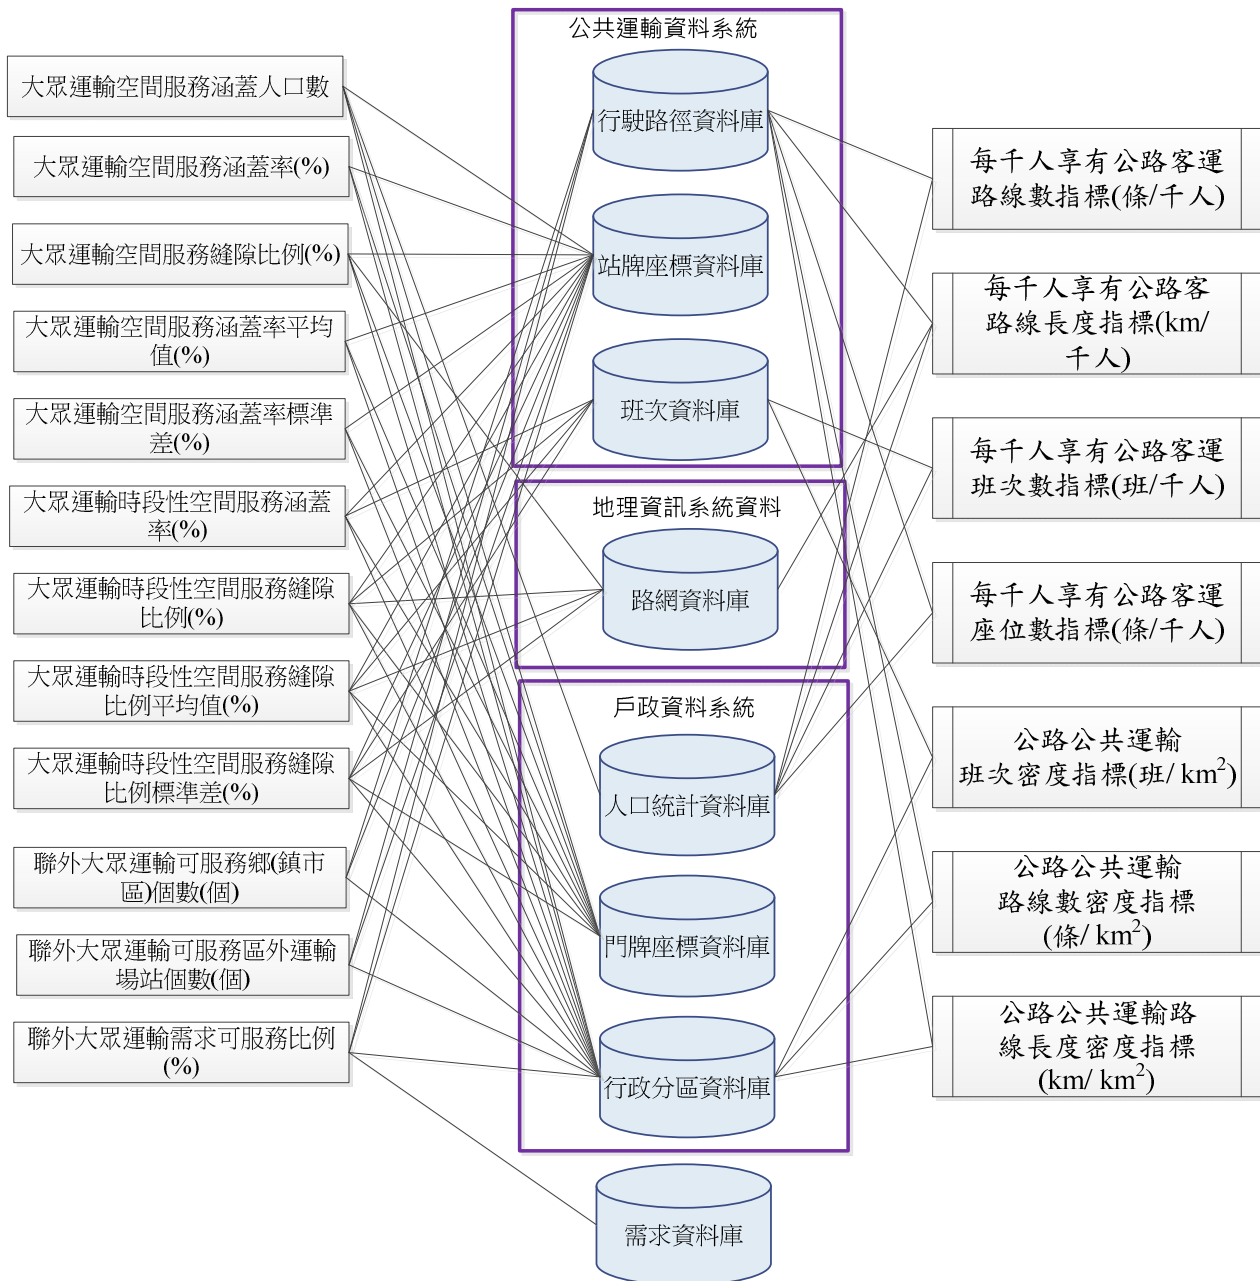 大眾運輸空間服務涵蓋人口數
大眾運輸空間服務涵蓋率(%)
大眾運輸空間服務縫隙比例(%)
大眾運輸空間服務涵蓋率平均
值(%)
大眾運輸空間服務涵蓋率標準
差(%)
大眾運輸時段性空間服務涵蓋
率(%)
大眾運輸時段性空間服務縫隙
比例(%)
大眾運輸時段性空間服務縫隙
比例平均值(%)
大眾運輸時段性空間服務縫隙
比例標準差(%)
聯外大眾運輸可服務鄉(鎮市
區)個數(個)
聯外大眾運輸可服務區外運輸
場站個數(個)
聯外大眾運輸需求可服務比例
(%)
公共運輸資料系統
行駛路徑資料庫
站牌座標資料庫
班次資料庫
地理資訊系統資料
路網資料庫
戶政資料系統
人口統計資料庫
門牌座標資料庫
行政分區資料庫
需求資料庫
每千人享有公路客運
路線數指標(條/千人)
每千人享有公路客
路線長度指標(km/
千人)
每千人享有公路客運
班次數指標(班/千人)
每千人享有公路客運
座位數指標(條/千人)
公路公共運輸
班次密度指標(班/ km²)
公路公共運輸
路線數密度指標
(條/ km²)
公路公共運輸路
線長度密度指標
(km/ km²)